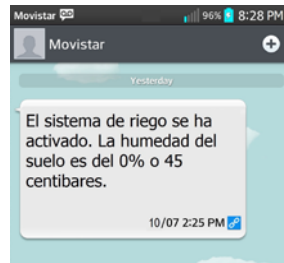 Movistar 96% 8:28 PM
Movistar
Yesterday
El sistema de riego se ha
activado. La humedad del
suelo es del 0% o 45
centibares.
10/07 2:25 PM